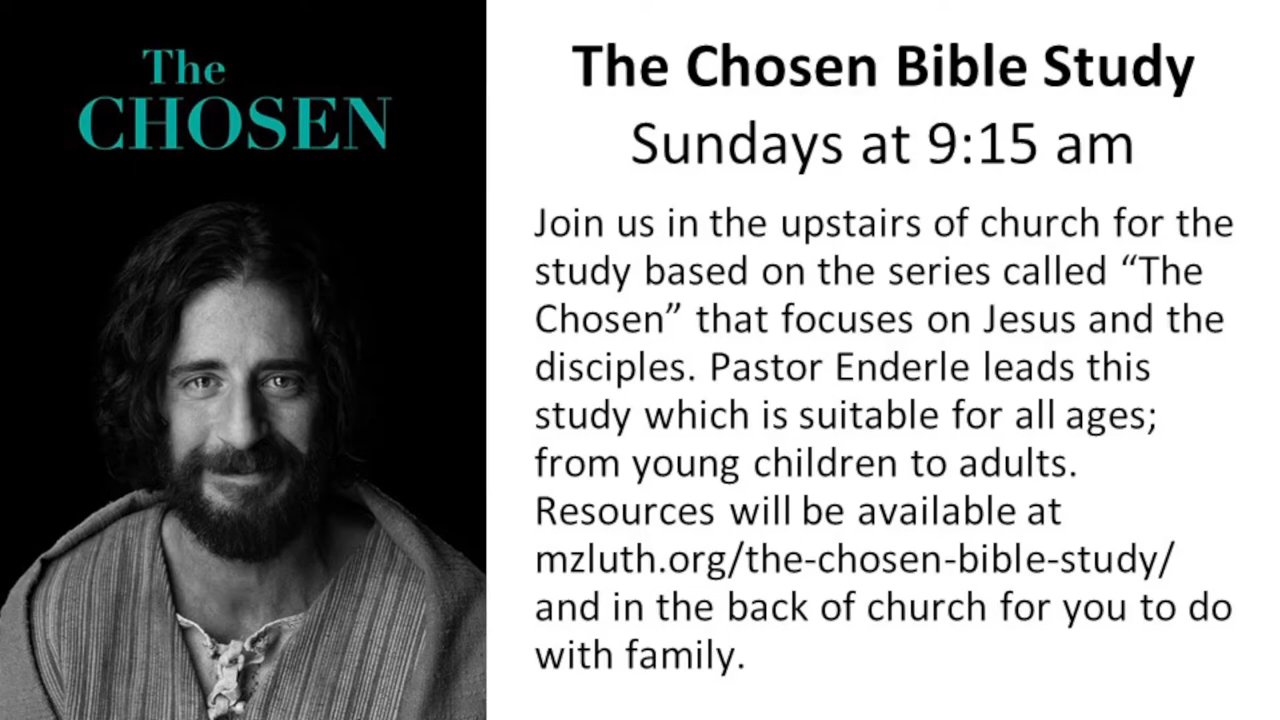 The
CHOSEN
The Chosen Bible Study
Sundays at 9:15 am
Join us in the upstairs of church for the
study based on the series called “The
Chosen” that focuses on Jesus and the
disciples. Pastor Enderle leads this
study which is suitable for all ages;
from young children to adults.
Resources will be available at
mzluth.org/the-chosen-bible-study/
and in the back of church for you to do
with family.